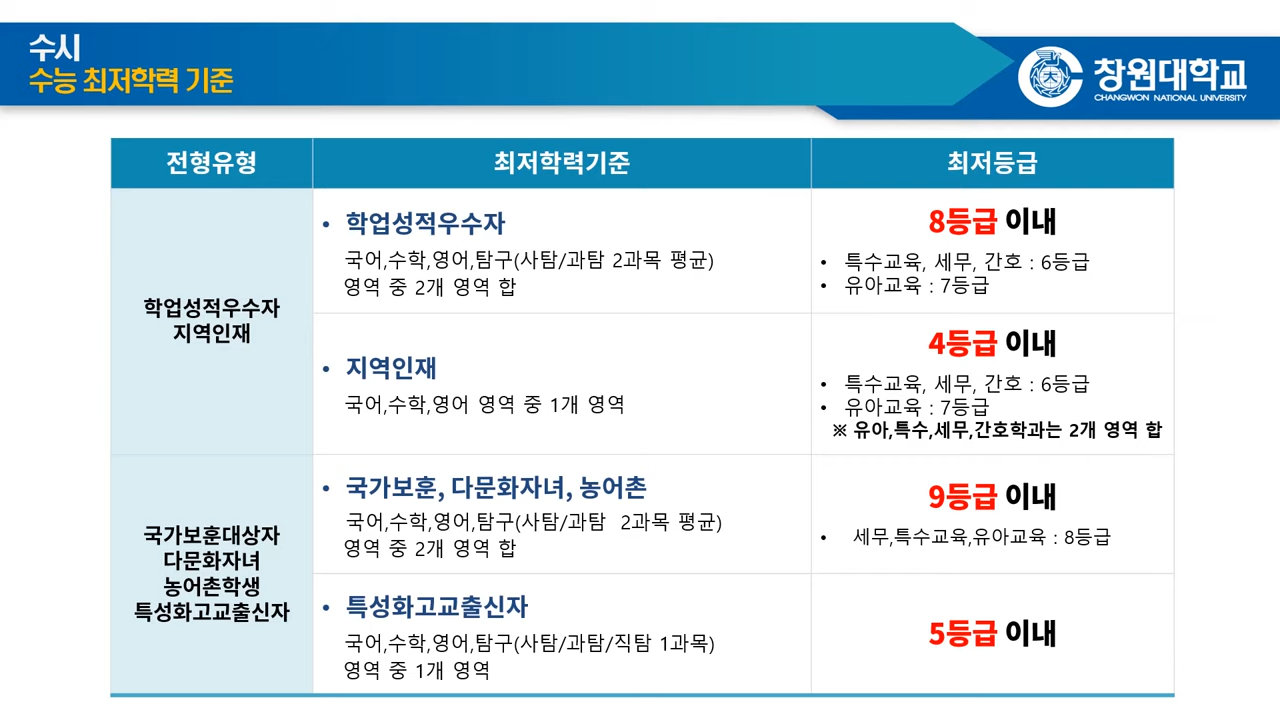 수시
수능 최저학력 기준
창원대학교
CHANGWON NATIONAL UNIVERSITY
전형유형
최저학력기준
최저등급
학업성적우수자
지역인재
• 학업성적우수자
국어,수학,영어,탐구(사탐/과탐 2과목 평균)
영역 중 2개 영역 합
8등급 이내
• 특수교육, 세무, 간호 : 6등급
• 유아교육 : 7등급
• 지역인재
국어,수학,영어 영역 중 1개 영역
4등급 이내
• 특수교육, 세무, 간호 : 6등급
• 유아교육 : 7등급
※ 유아,특수,세무,간호학과는 2개 영역 합
국가보훈대상자
다문화자녀
농어촌학생
특성화고교출신자
• 국가보훈, 다문화자녀, 농어촌
국어,수학,영어,탐구(사탐/과탐 2과목 평균)
영역 중 2개 영역 합
9등급 이내
• 세무,특수교육,유아교육 : 8등급
• 특성화고교출신자
국어,수학,영어,탐구(사탐/과탐/직탐 1과목)
영역 중 1개 영역
5등급 이내